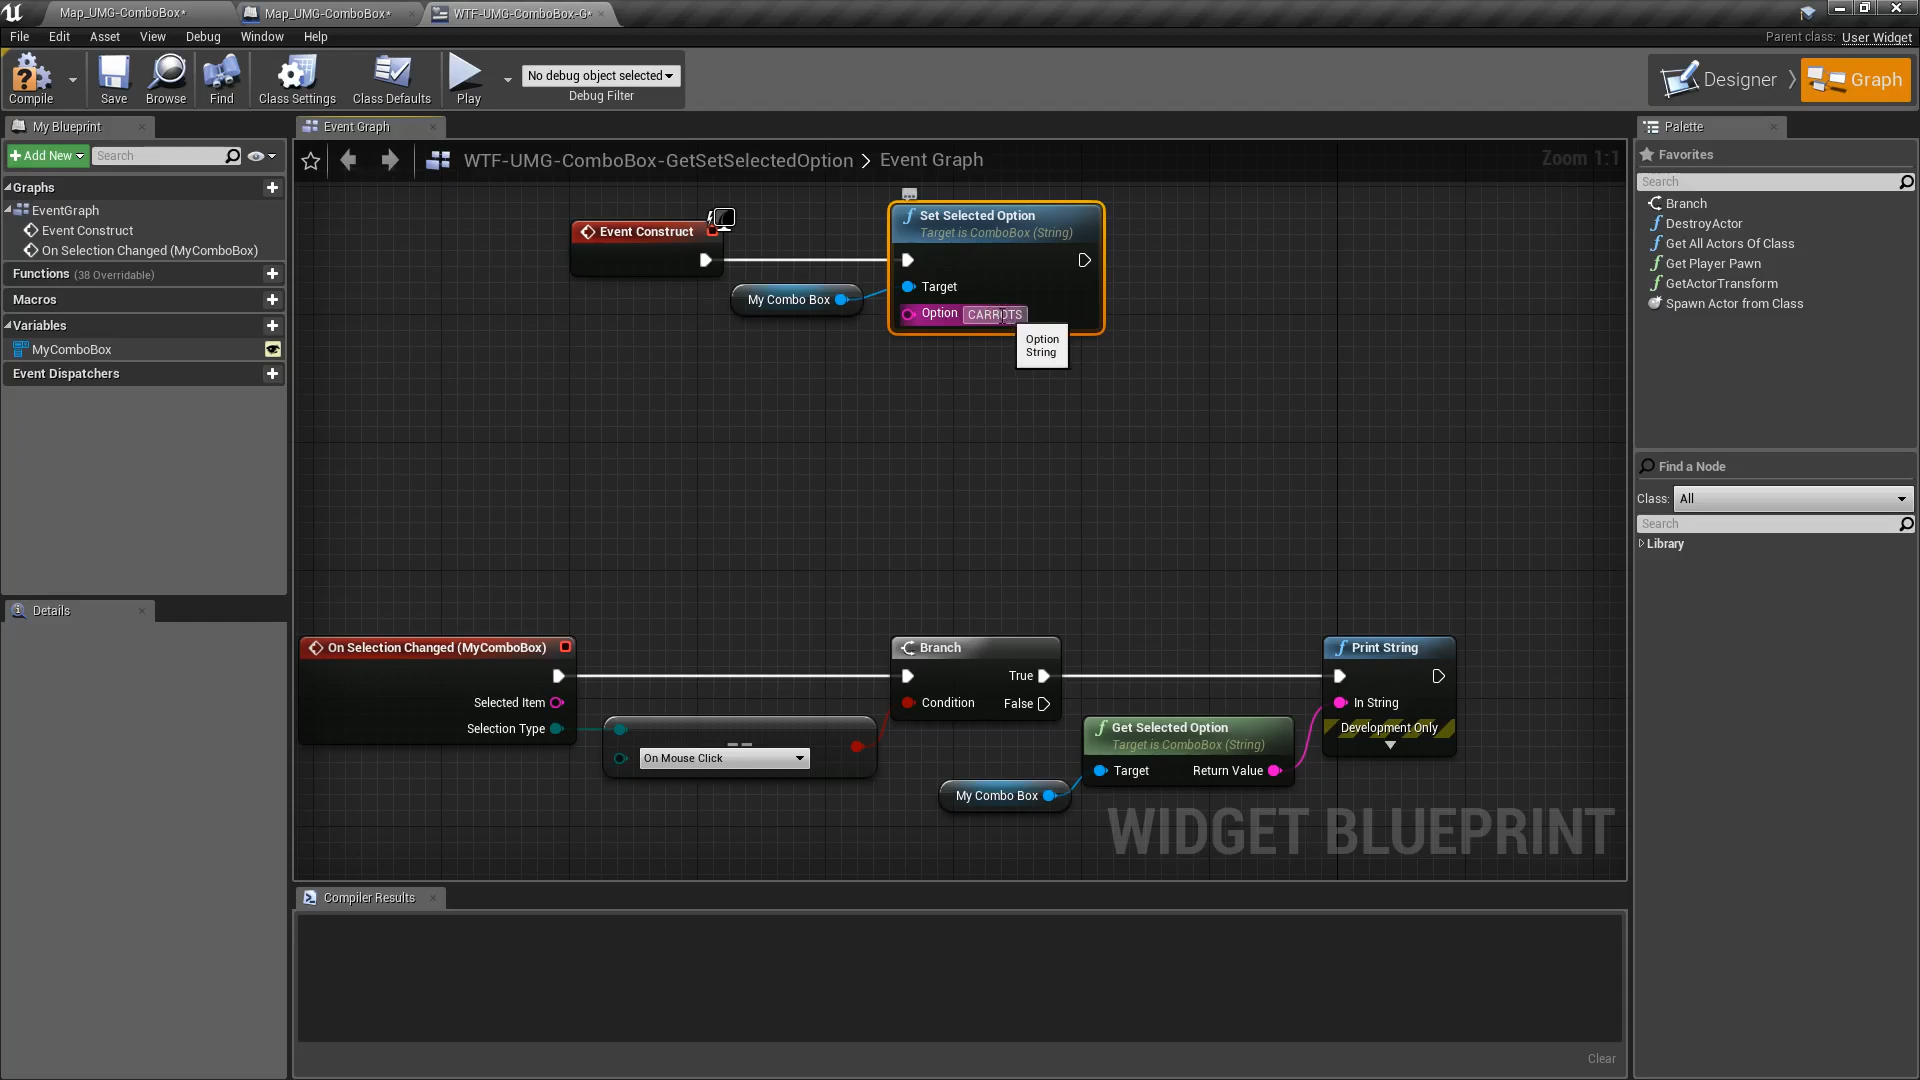 Map_UMG-ComboBox*
Map_UMG-ComboBox*
WTF-UMG-ComboBox-G*
File Edit Asset View Debug Window Help
Parent class: User Widget
Compile
Save
Browse
Find
Class Settings
Class Defaults
Play
No debug object selected
Debug Filter
Designer
Graph
My Blueprint
Add New
Search
Graphs
EventGraph
Event Construct
On Selection Changed (MyComboBox)
Functions (38 Overridable)
Macros
Variables
MyComboBox
Event Dispatchers
Details
Event Graph
WTF-UMG-ComboBox-GetSetSelectedOption > Event Graph
Zoom 1:1
Event Construct
My Combo Box
Set Selected Option
Target is ComboBox (String)
Target
Option CARROTS
Option
String
On Selection Changed (MyComboBox)
Selected Item
Selection Type
==
On Mouse Click
Branch
True
Condition
False
Get Selected Option
Target is ComboBox (String)
Target
Return Value
My Combo Box
Print String
In String
Development Only
WIDGET BLUEPRINT
Compiler Results
Clear
Palette
Favorites
Search
Branch
DestroyActor
Get All Actors Of Class
Get Player Pawn
GetActorTransform
Spawn Actor from Class
Find a Node
Class: All
Search
Library